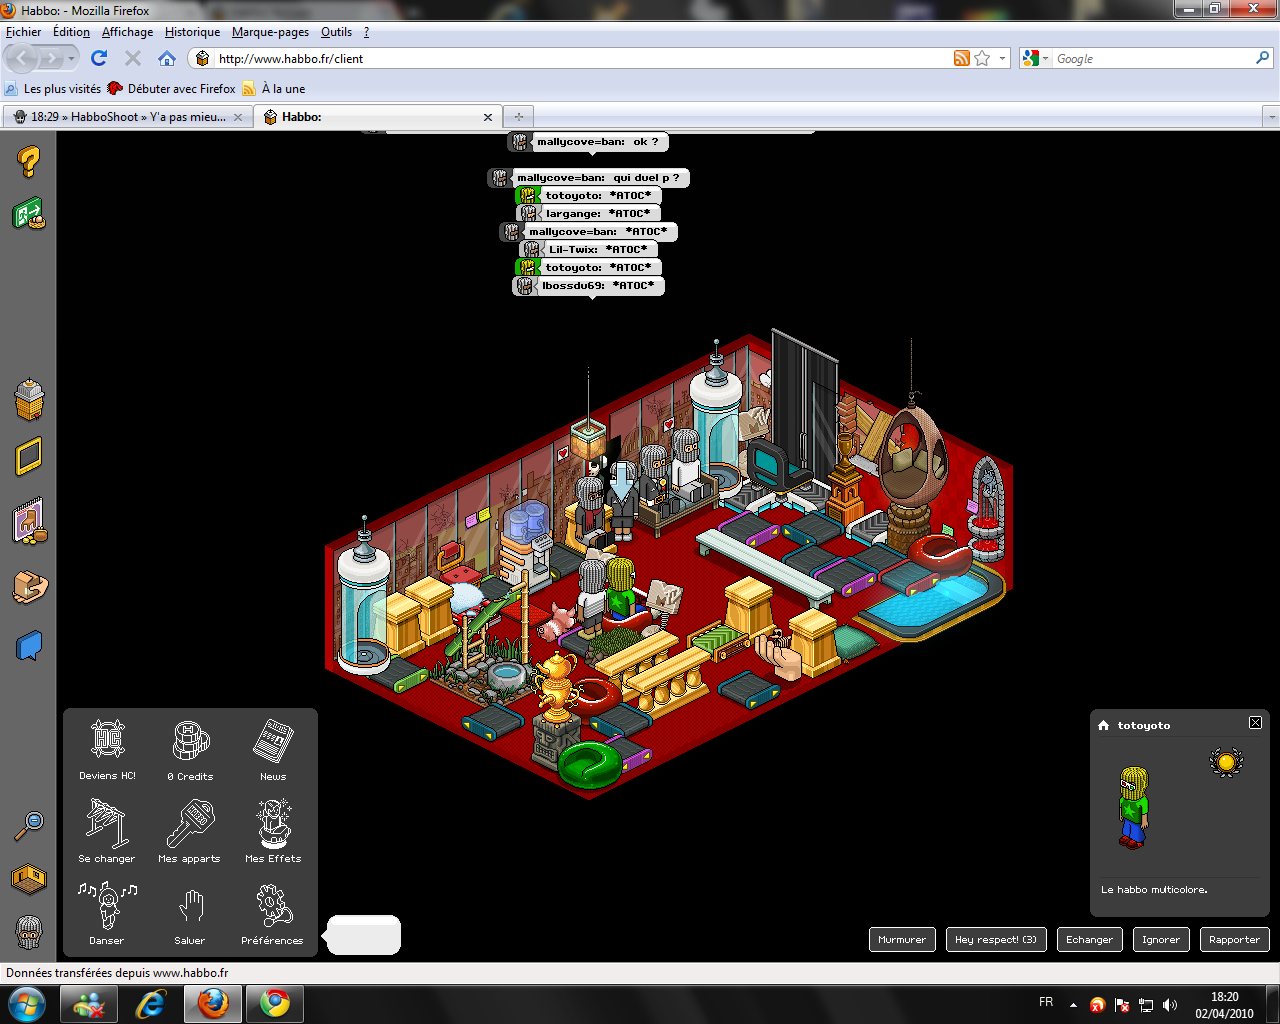 Habbo: - Mozilla Firefox
Fichier Édition Affichage Historique Marque-pages Outils ?
http://www.habbo.fr/client
Google
Les plus visités Débuter avec Firefox À la une
18:29 » HabboShoot » Y'a pas mieu...
Habbo:
mallycove=ban: ok ?
mallycove=ban: qui duel p ?
totoyoto: *ATOC*
largange: *ATOC*
mallycove=ban: *ATOC*
Lil-Twix: *ATOC*
totoyoto: *ATOC*
lbossdu69: *ATOC*
Deviens HC!
0 Credits
News
Se changer
Mes apparts
Mes Effets
Danser
Saluer
Préférences
totoyoto
Le habbo multicolore.
Murmurer
Hey respect! (3)
Echanger
Ignorer
Rapporter
Données transférées depuis www.habbo.fr
FR
18:20
02/04/2010